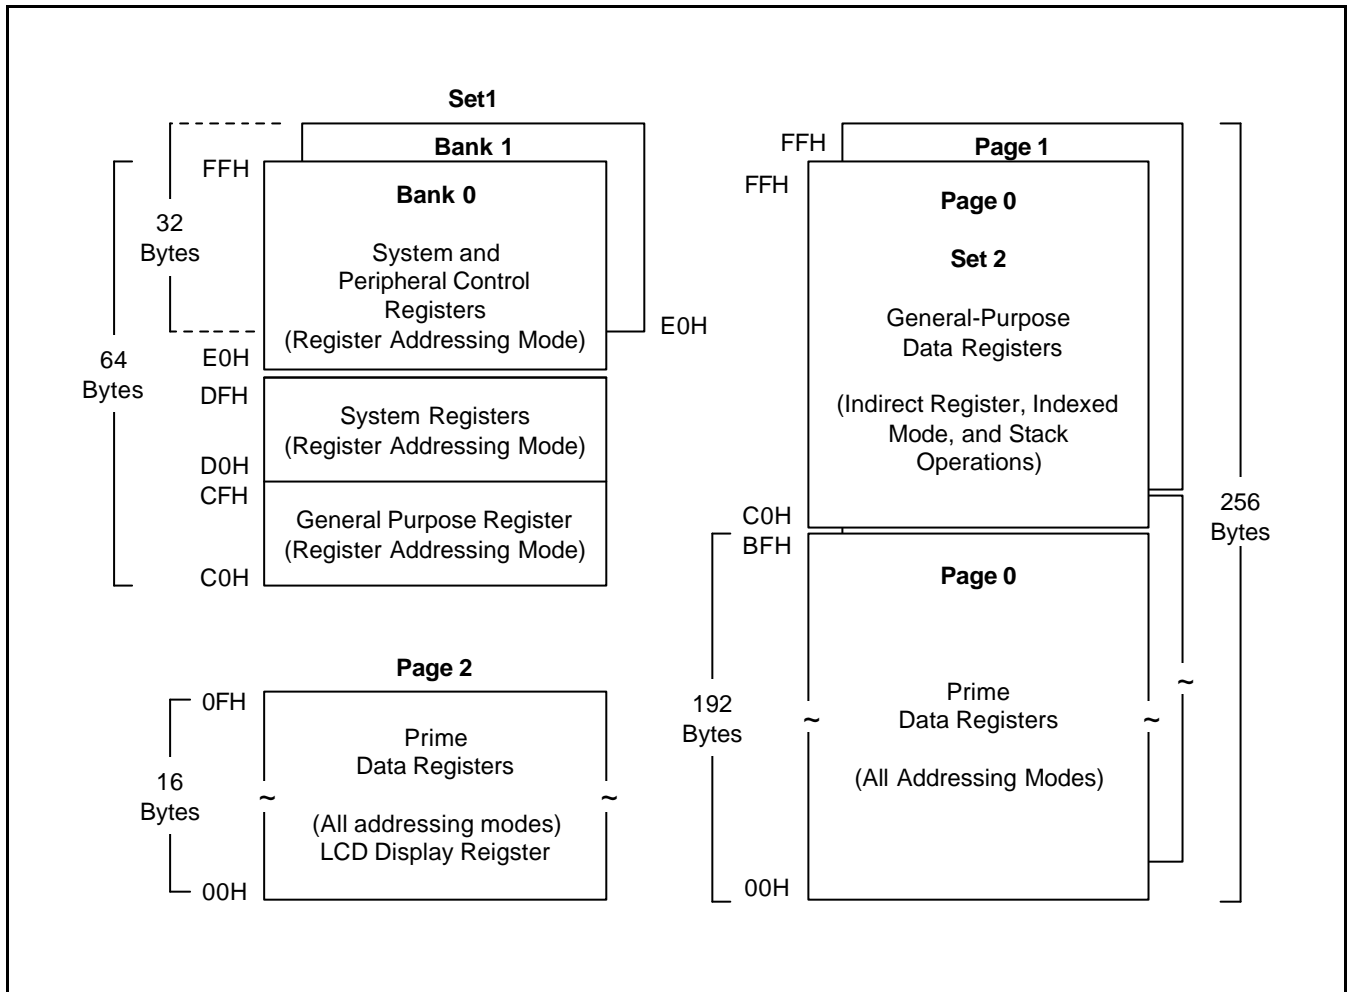 Set1
Bank 1
FFH
Bank 0
32
Bytes
System and
Peripheral Control
Registers
(Register Addressing Mode)
E0H
E0H
64
Bytes
DFH
System Registers
(Register Addressing Mode)
D0H
CFH
General Purpose Register
(Register Addressing Mode)
C0H
Page 2
0FH
Prime
Data Registers
16
Bytes
~
~
(All addressing modes)
LCD Display Reigster
00H
FFH
Page 1
FFH
Page 0
Set 2
General-Purpose
Data Registers
(Indirect Register, Indexed
Mode, and Stack
Operations)
C0H
BFH
256
Bytes
Page 0
192
Bytes
~
Prime
Data Registers
~
~
(All Addressing Modes)
00H